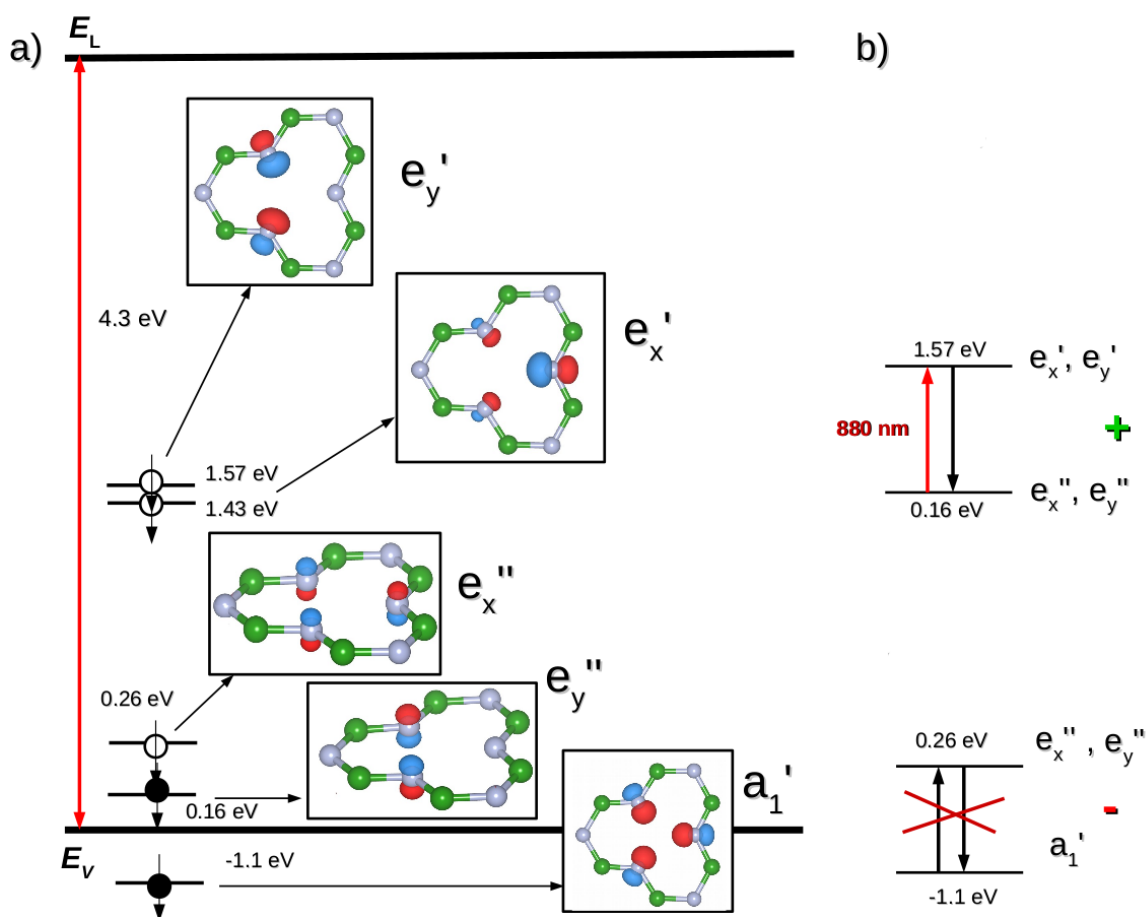 a)
E_L
4.3 eV
e_y'
e_x'
1.57 eV
1.43 eV
e_x''
0.26 eV
e_y''
0.16 eV
a_1'
E_v
-1.1 eV
b)
1.57 eV
e_x', e_y'
880 nm
+
e_x'', e_y''
0.16 eV
0.26 eV
e_x'' , e_y''
-
a_1'
-1.1 eV